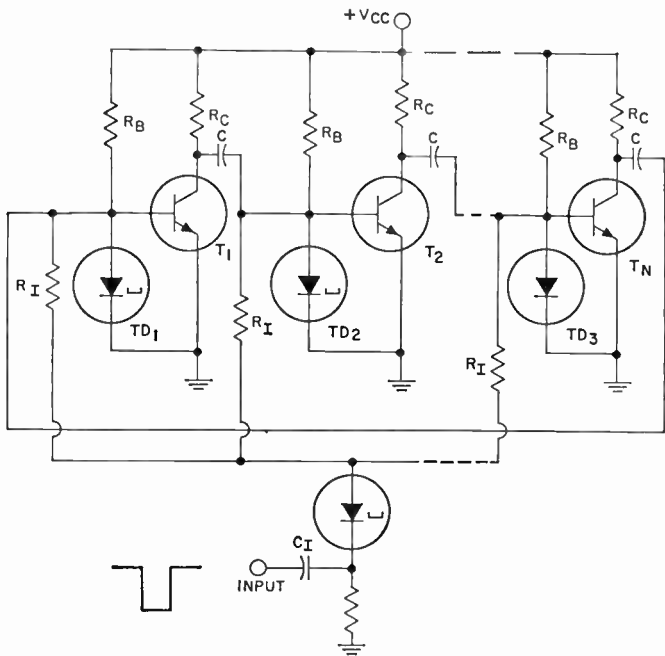 +VCC
RB
RC
C
T1
RI
TD1
RB
RC
C
T2
RI
TD2
RB
RC
C
TN
RI
TD3
CI
INPUT